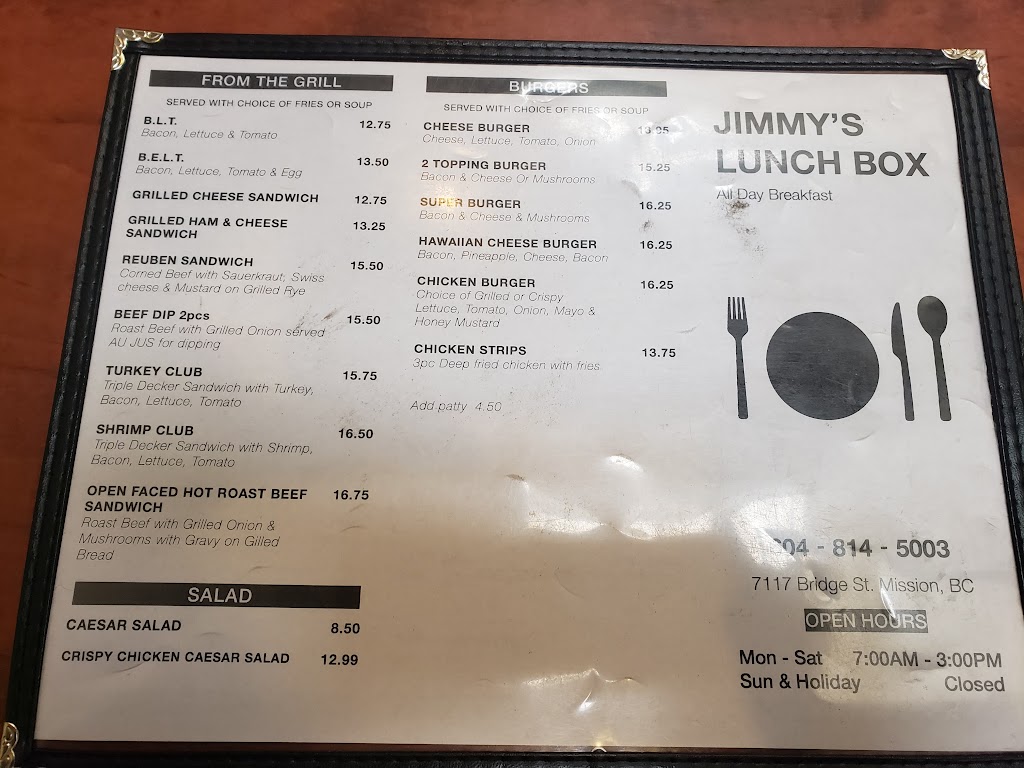 FROM THE GRILL
SERVED WITH CHOICE OF FRIES OR SOUP
B.L.T. 12.75
Bacon, Lettuce & Tomato
B.E.L.T. 13.50
Bacon, Lettuce, Tomato & Egg
GRILLED CHEESE SANDWICH 12.75
GRILLED HAM & CHEESE 13.25
SANDWICH
REUBEN SANDWICH 15.50
Corned Beef with Sauerkraut, Swiss
cheese & Mustard on Grilled Rye
BEEF DIP 2pcs 15.50
Roast Beef with Grilled Onion served
AU JUS for dipping
TURKEY CLUB 15.75
Triple Decker Sandwich with Turkey,
Bacon, Lettuce, Tomato
SHRIMP CLUB 16.50
Triple Decker Sandwich with Shrimp,
Bacon, Lettuce, Tomato
OPEN FACED HOT ROAST BEEF 16.75
SANDWICH
Roast Beef with Grilled Onion &
Mushrooms with Gravy on Gilled
Bread
SALAD
CAESAR SALAD 8.50
CRISPY CHICKEN CAESAR SALAD 12.99
BURGERS
SERVED WITH CHOICE OF FRIES OR SOUP
CHEESE BURGER
Cheese, Lettuce, Tomato, Onion
2 TOPPING BURGER 15.25
Bacon & Cheese Or Mushrooms
SUPER BURGER 16.25
Bacon & Cheese & Mushrooms
HAWAIIAN CHEESE BURGER 16.25
Bacon, Pineapple, Cheese, Bacon
CHICKEN BURGER 16.25
Choice of Grilled or Crispy
Lettuce, Tomato, Onion, Mayo &
Honey Mustard
CHICKEN STRIPS 13.75
3pc Deep fried chicken with fries
Add patty 4.50
JIMMY'S
LUNCH BOX
All Day Breakfast
604 - 814 - 5003
7117 Bridge St. Mission, BC
OPEN HOURS
Mon - Sat 7:00AM - 3:00PM
Sun & Holiday Closed